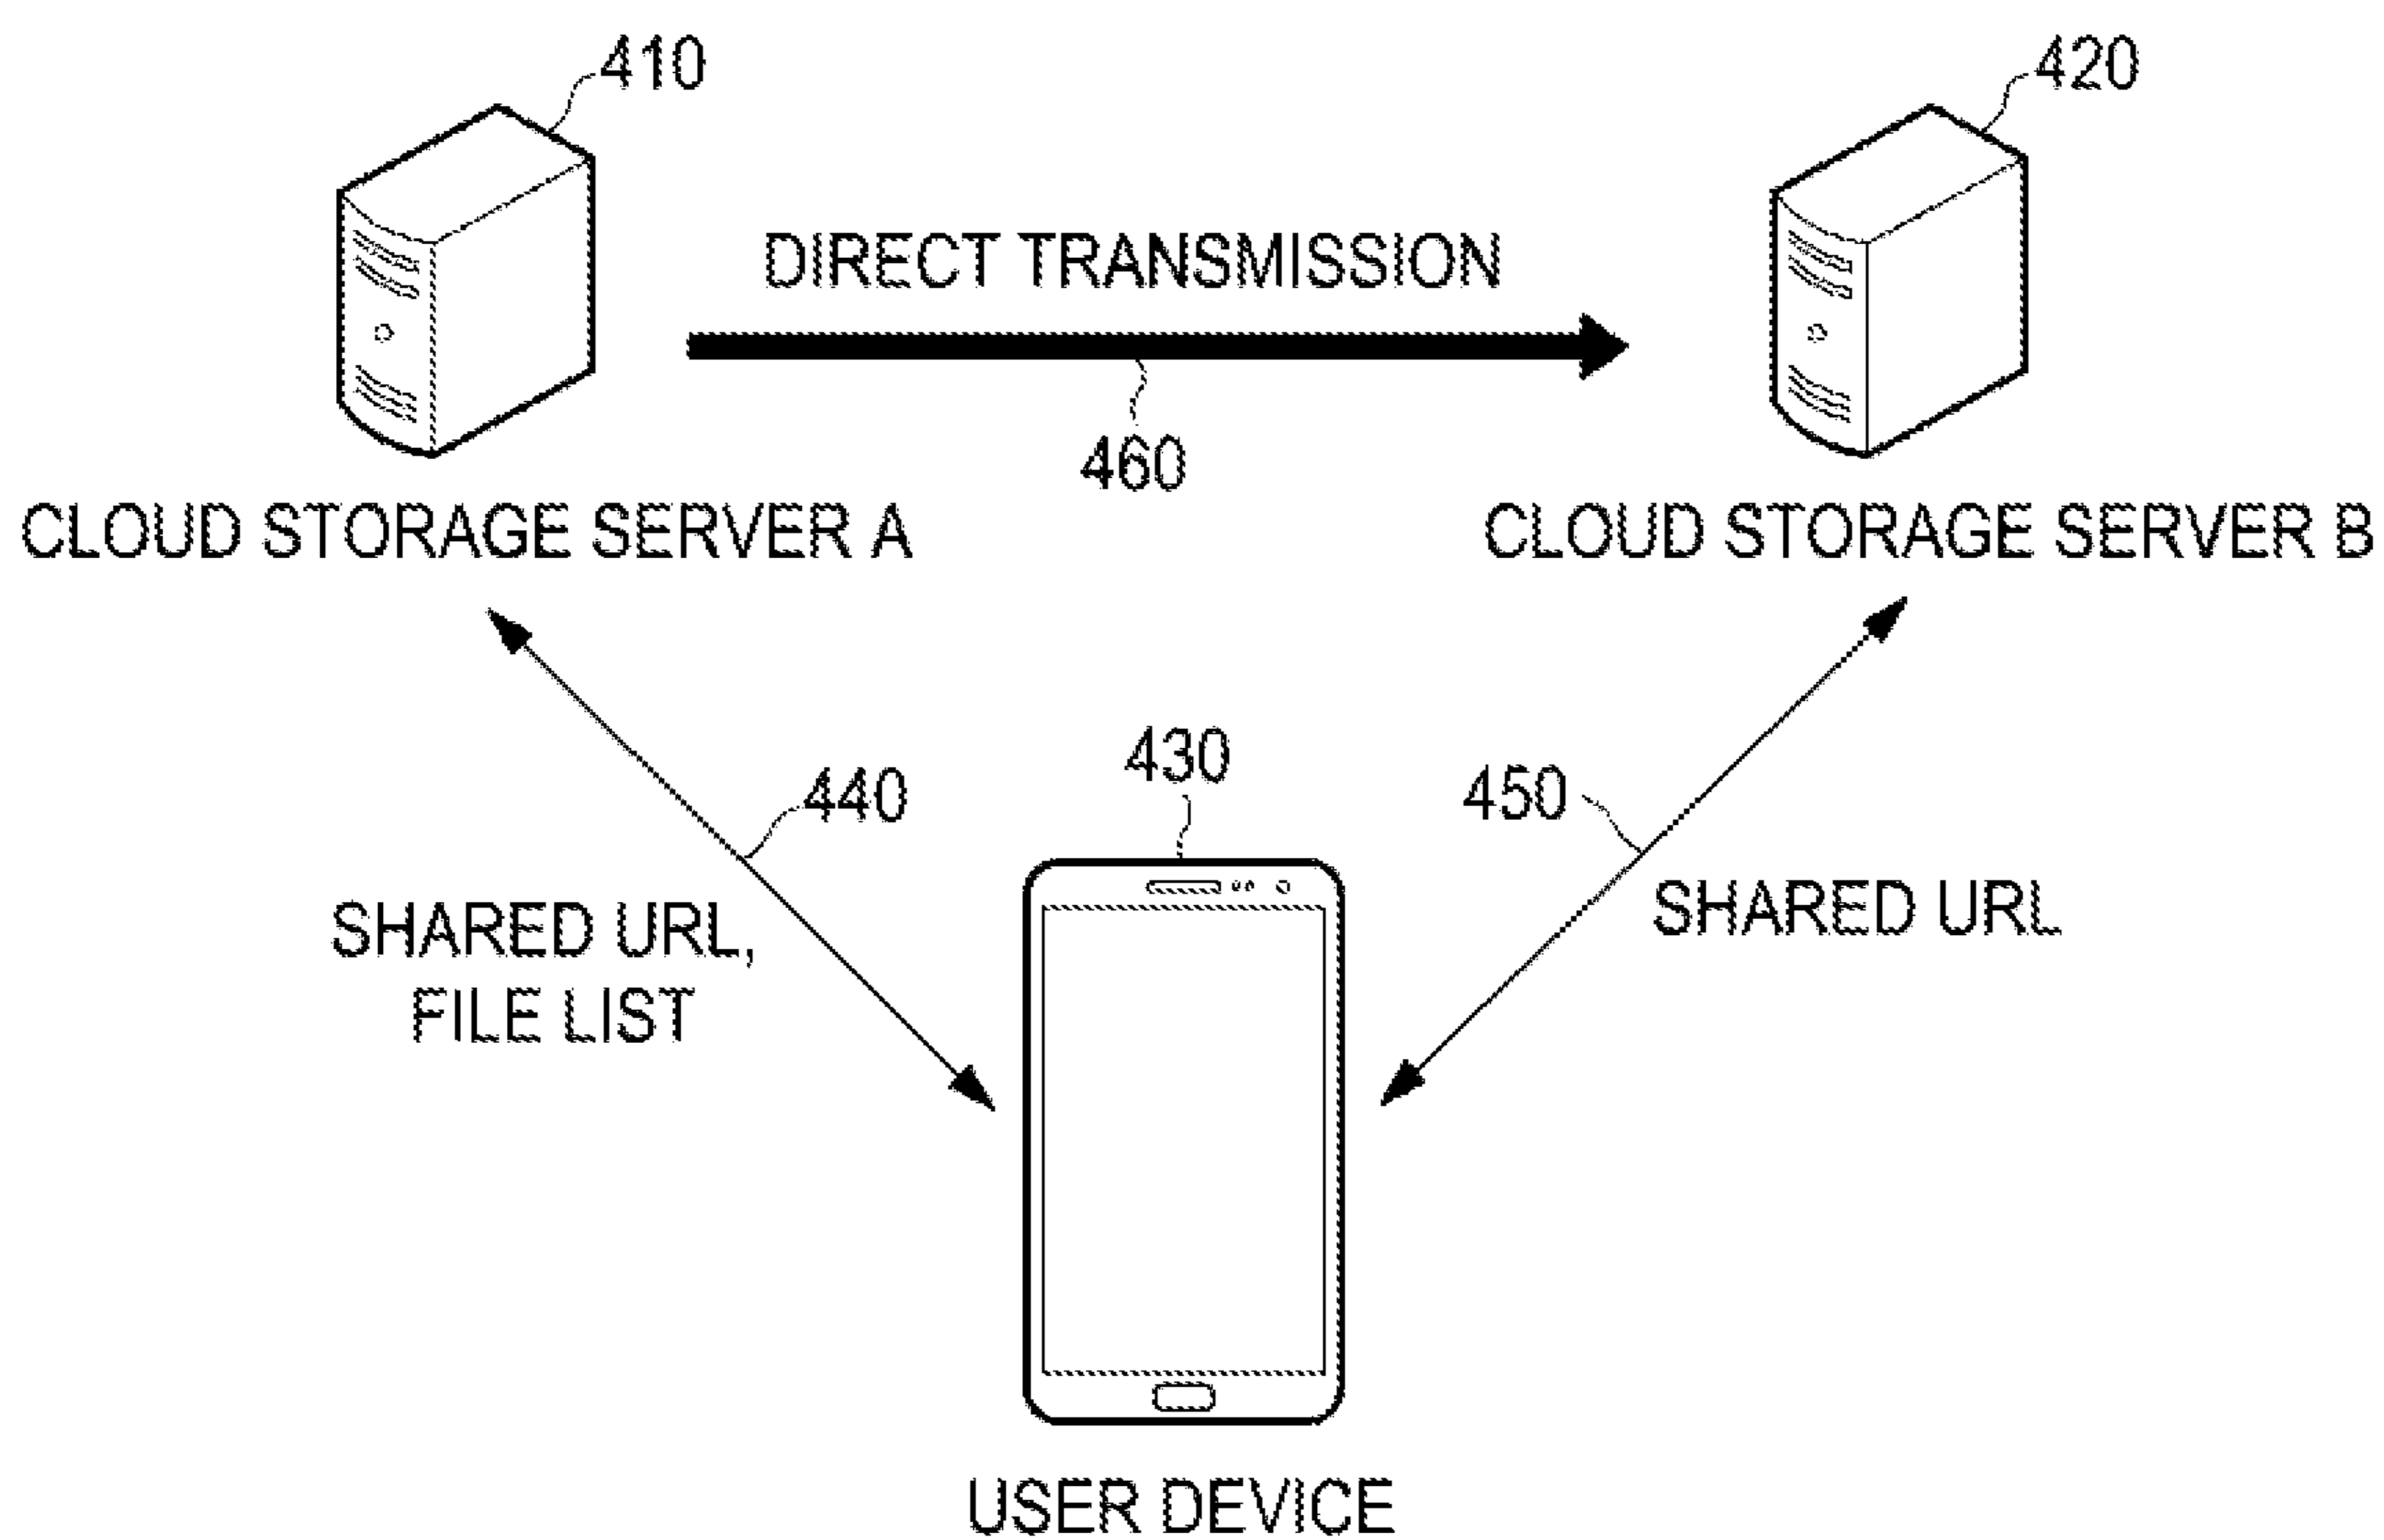 410
420
DIRECT TRANSMISSION
460
CLOUD STORAGE SERVER A
CLOUD STORAGE SERVER B
430
440
450
SHARED URL,
FILE LIST
SHARED URL
USER DEVICE